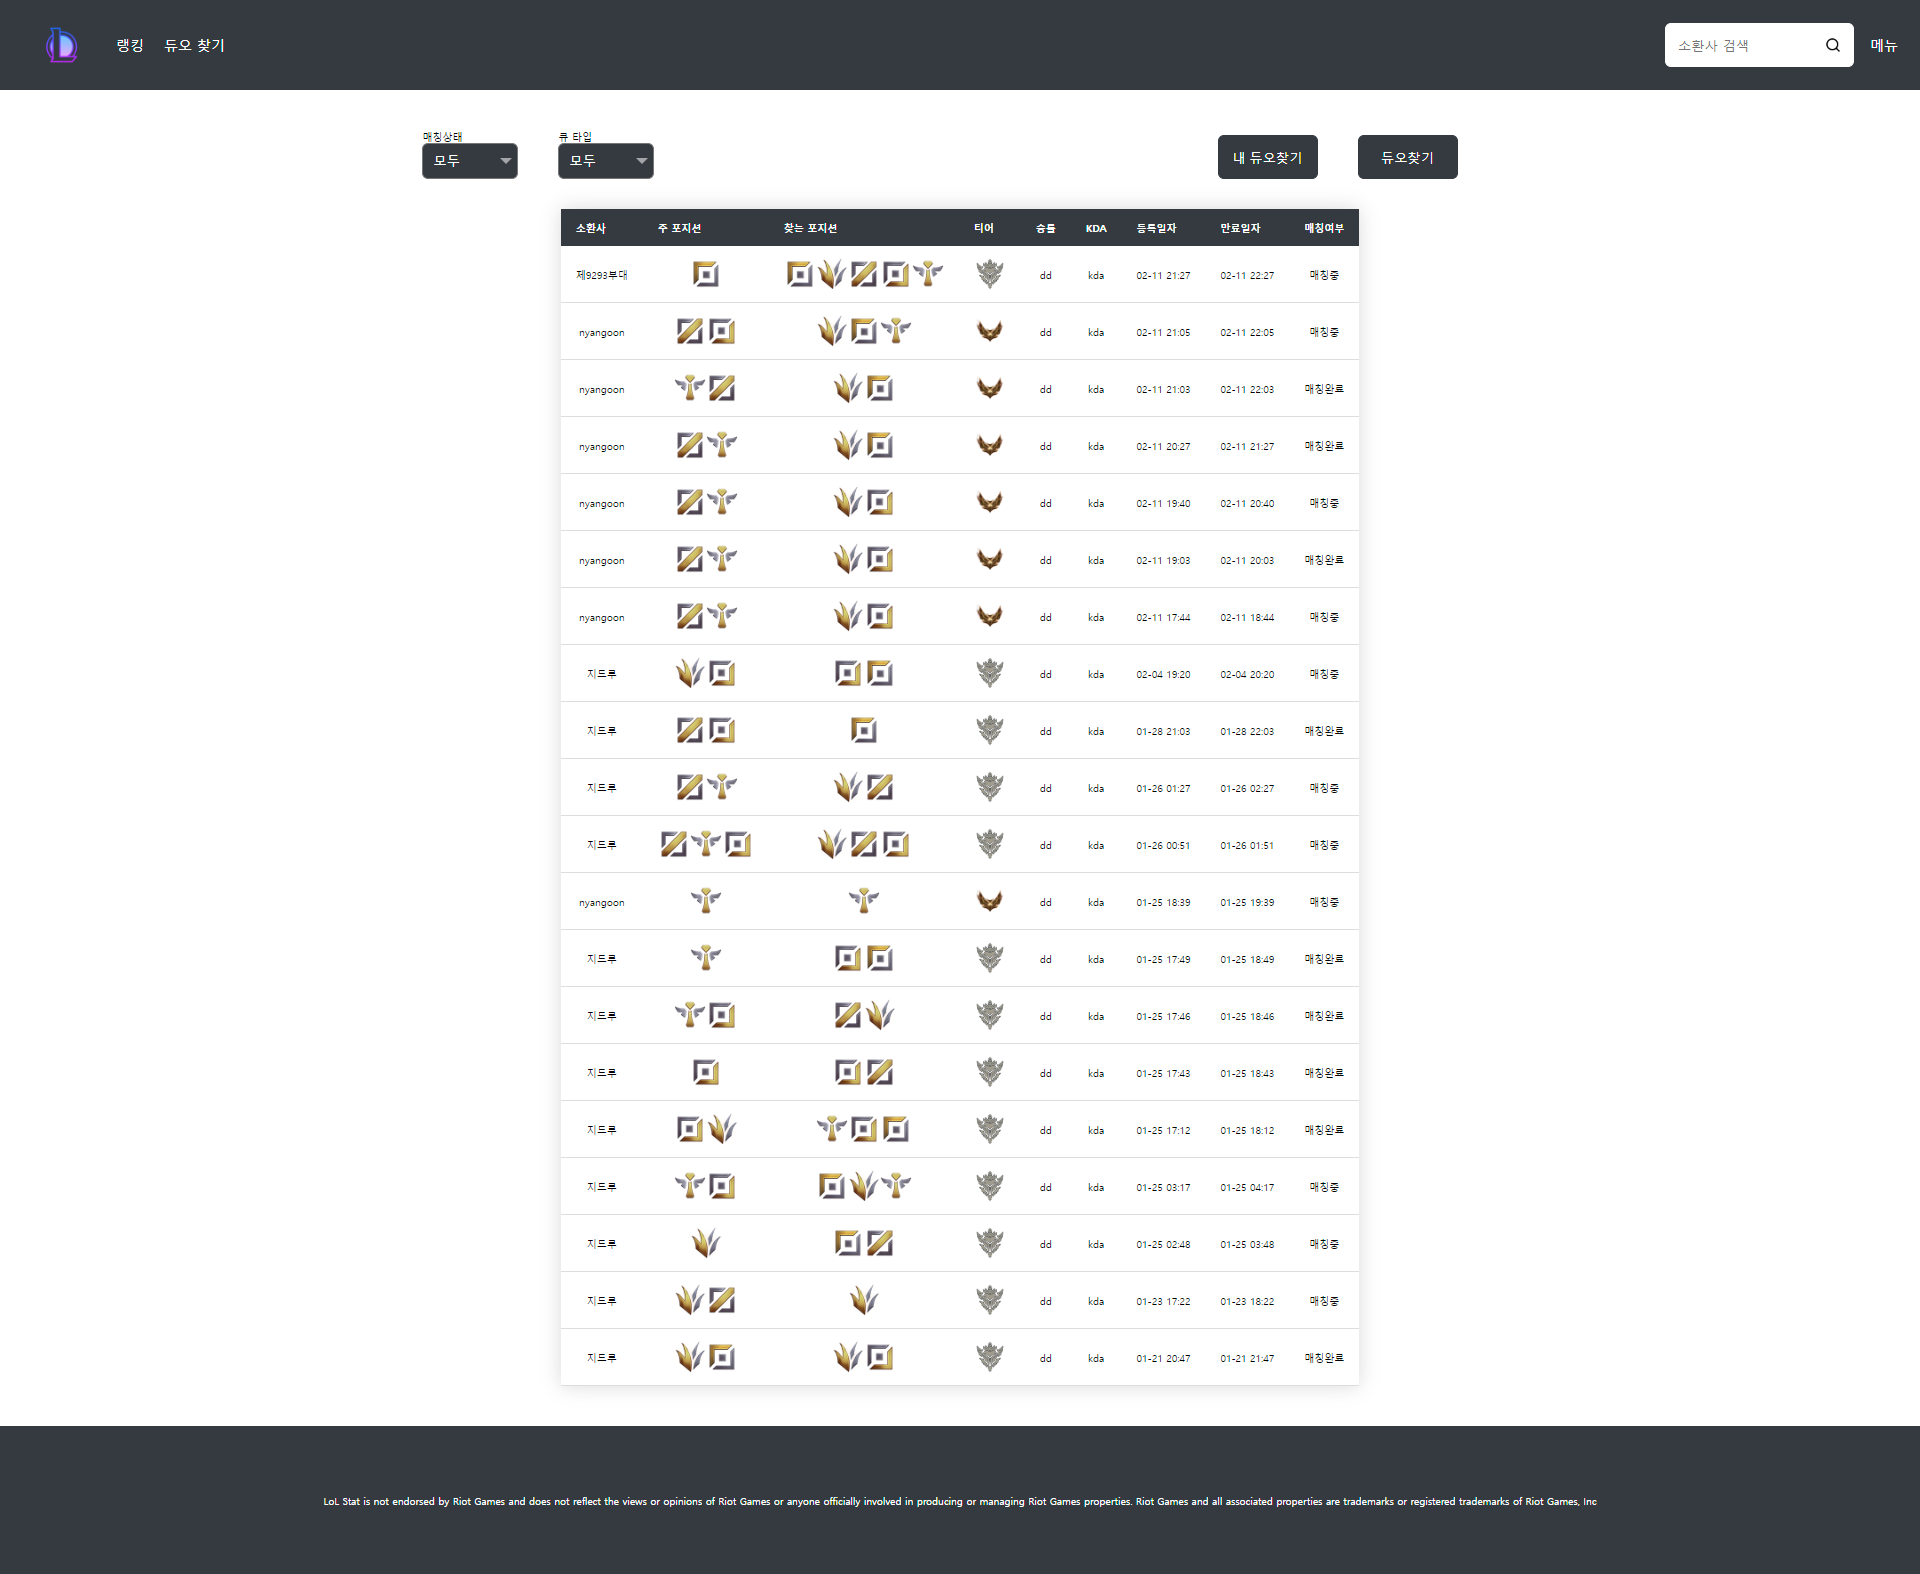 랭킹 듀오 찾기 소환사 검색 메뉴
매칭상태 큐 타입
모두 모두 내 듀오찾기 듀오찾기
소환사 주 포지션 찾는 포지션 티어 승률 KDA 등록일자 만료일자 매칭여부
제9293부대 dd kda 02-11 21:27 02-11 22:27 매칭중
nyangoon dd kda 02-11 21:05 02-11 22:05 매칭중
nyangoon dd kda 02-11 21:03 02-11 22:03 매칭완료
nyangoon dd kda 02-11 20:27 02-11 21:27 매칭완료
nyangoon dd kda 02-11 19:40 02-11 20:40 매칭중
nyangoon dd kda 02-11 19:03 02-11 20:03 매칭완료
nyangoon dd kda 02-11 17:44 02-11 18:44 매칭중
지드루 dd kda 02-04 19:20 02-04 20:20 매칭중
지드루 dd kda 01-28 21:03 01-28 22:03 매칭완료
지드루 dd kda 01-26 01:27 01-26 02:27 매칭중
지드루 dd kda 01-26 00:51 01-26 01:51 매칭중
nyangoon dd kda 01-25 18:39 01-25 19:39 매칭중
지드루 dd kda 01-25 17:49 01-25 18:49 매칭완료
지드루 dd kda 01-25 17:46 01-25 18:46 매칭완료
지드루 dd kda 01-25 17:43 01-25 18:43 매칭완료
지드루 dd kda 01-25 17:12 01-25 18:12 매칭완료
지드루 dd kda 01-25 03:17 01-25 04:17 매칭중
지드루 dd kda 01-25 02:48 01-25 03:48 매칭중
지드루 dd kda 01-23 17:22 01-23 18:22 매칭중
지드루 dd kda 01-21 20:47 01-21 21:47 매칭완료
LoL Stat is not endorsed by Riot Games and does not reflect the views or opinions of Riot Games or anyone officially involved in producing or managing Riot Games properties. Riot Games and all associated properties are trademarks or registered trademarks of Riot Games, Inc